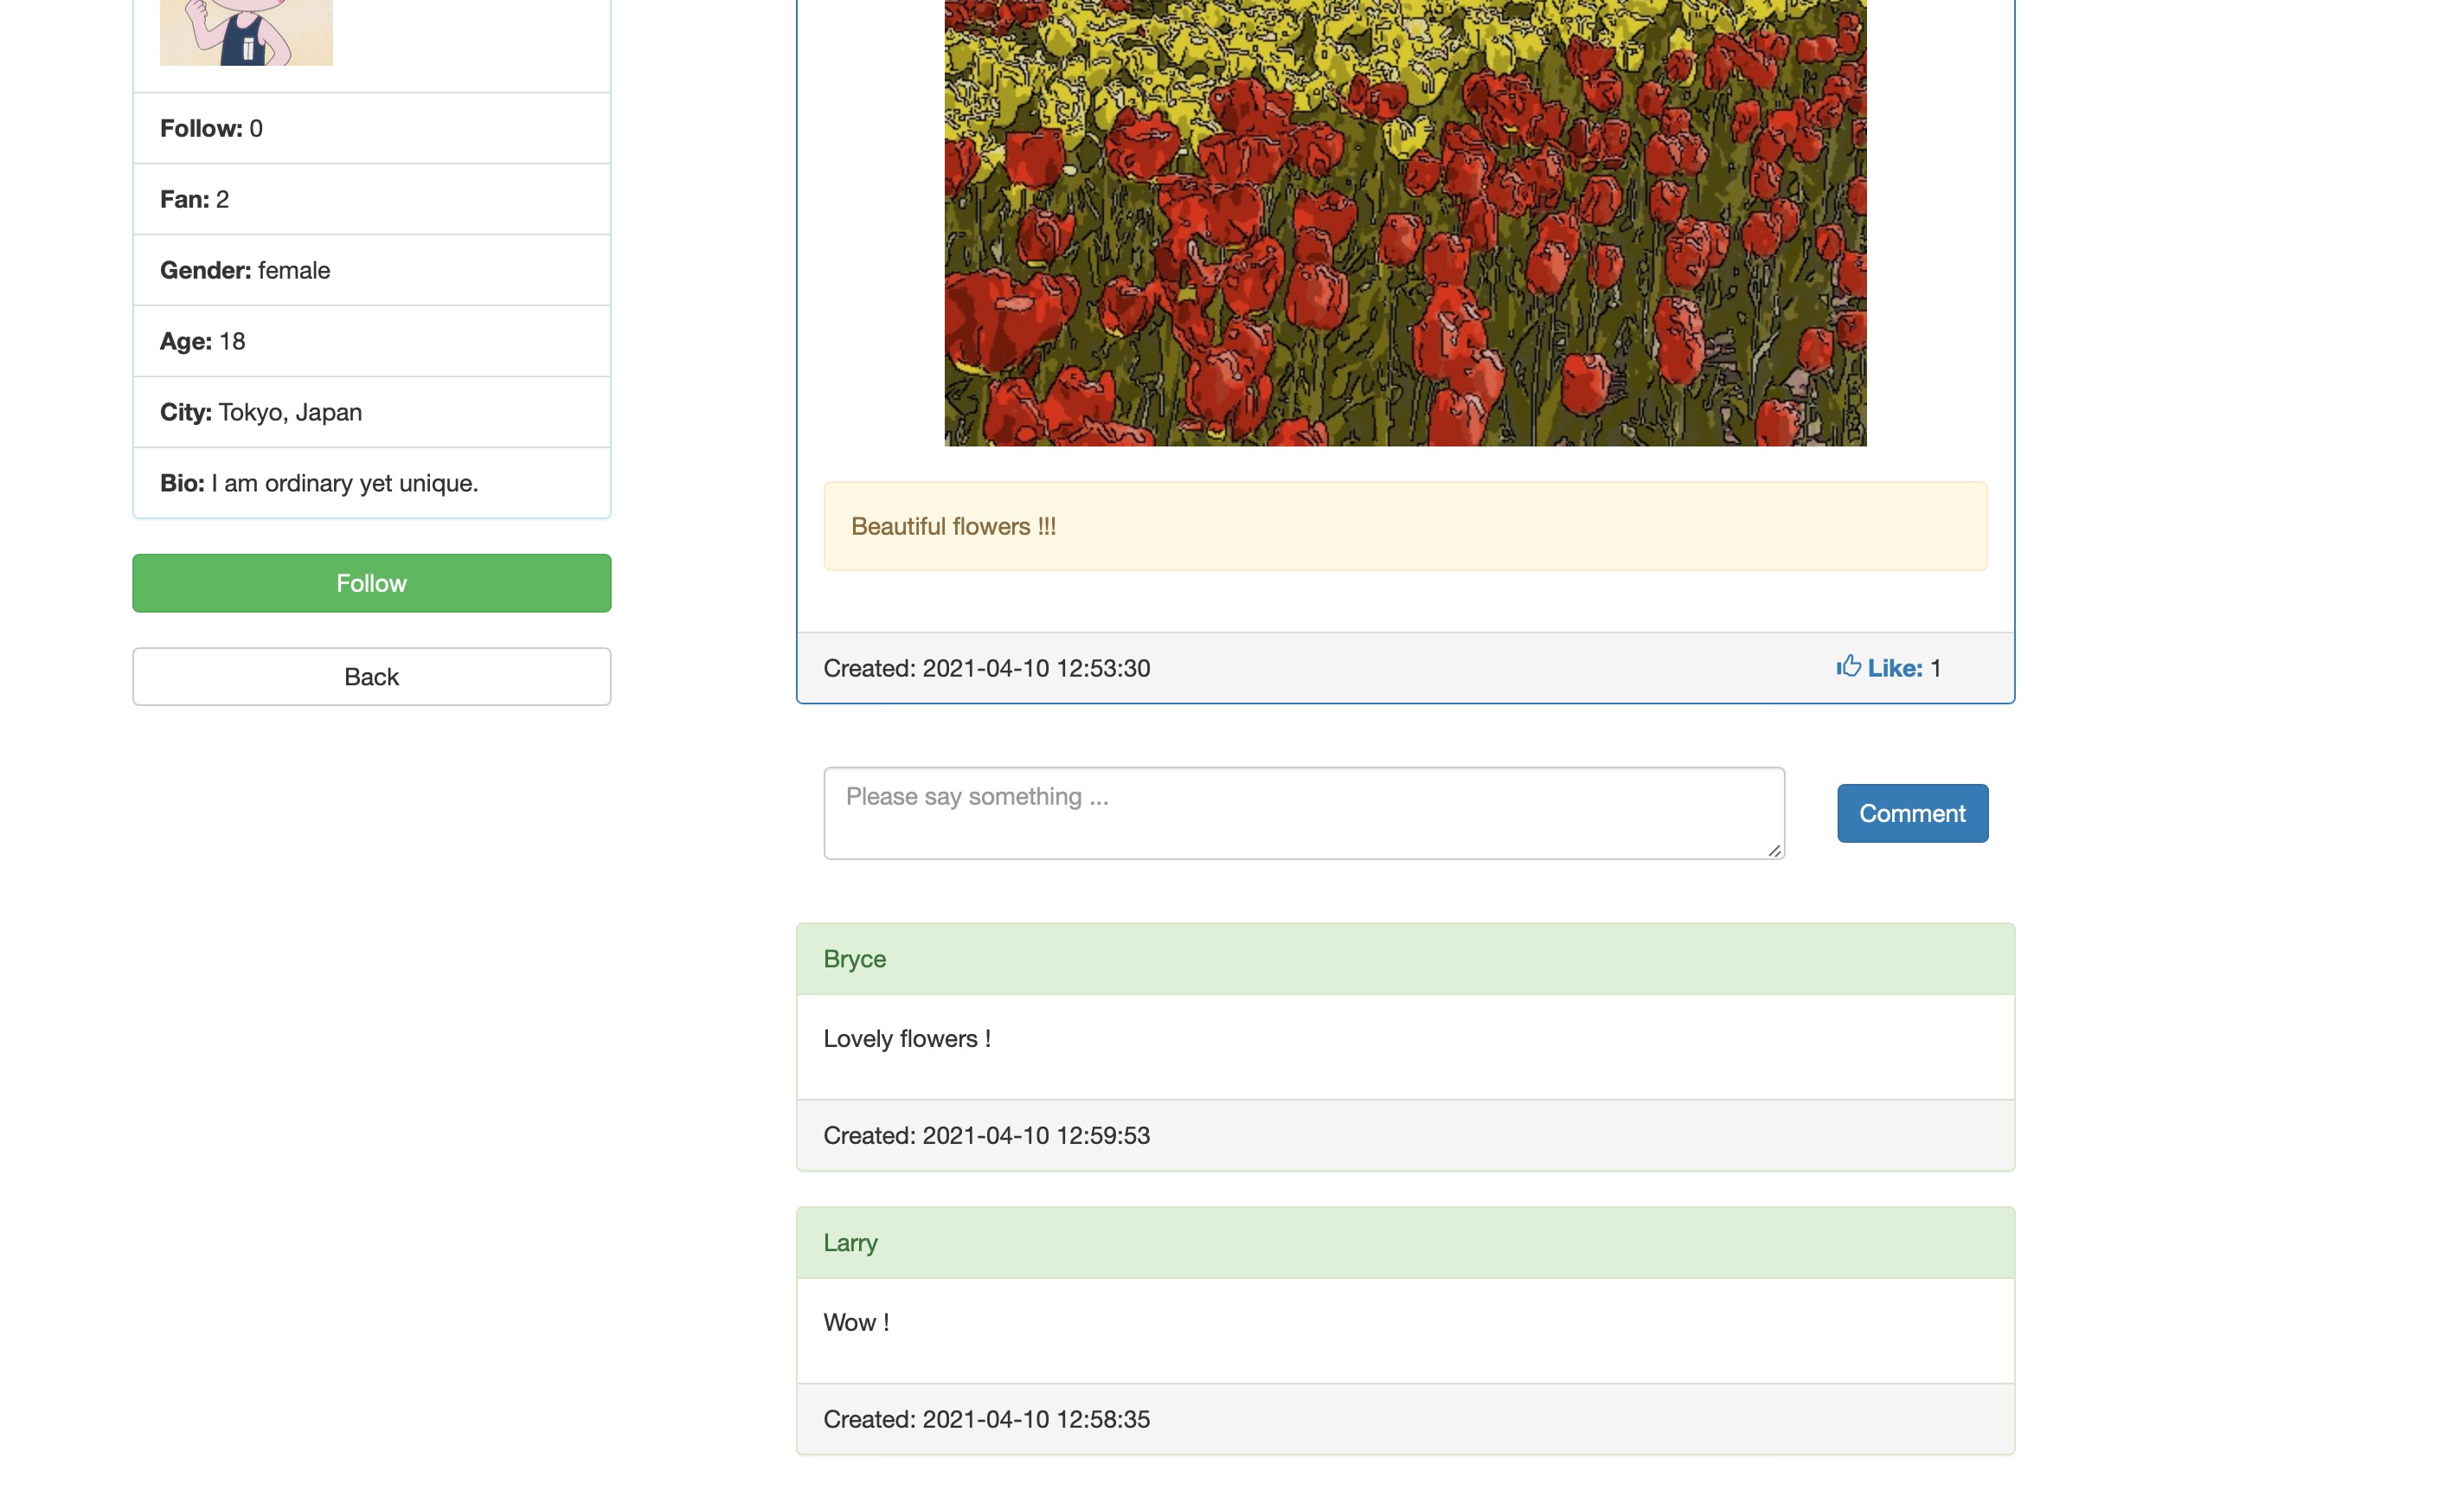 Follow: 0
Fan: 2
Gender: female
Age: 18
City: Tokyo, Japan
Bio: I am ordinary yet unique.
Follow
Back
Beautiful flowers !!!
Created: 2021-04-10 12:53:30
Like: 1
Please say something ...
Comment
Bryce
Lovely flowers !
Created: 2021-04-10 12:59:53
Larry
Wow !
Created: 2021-04-10 12:58:35